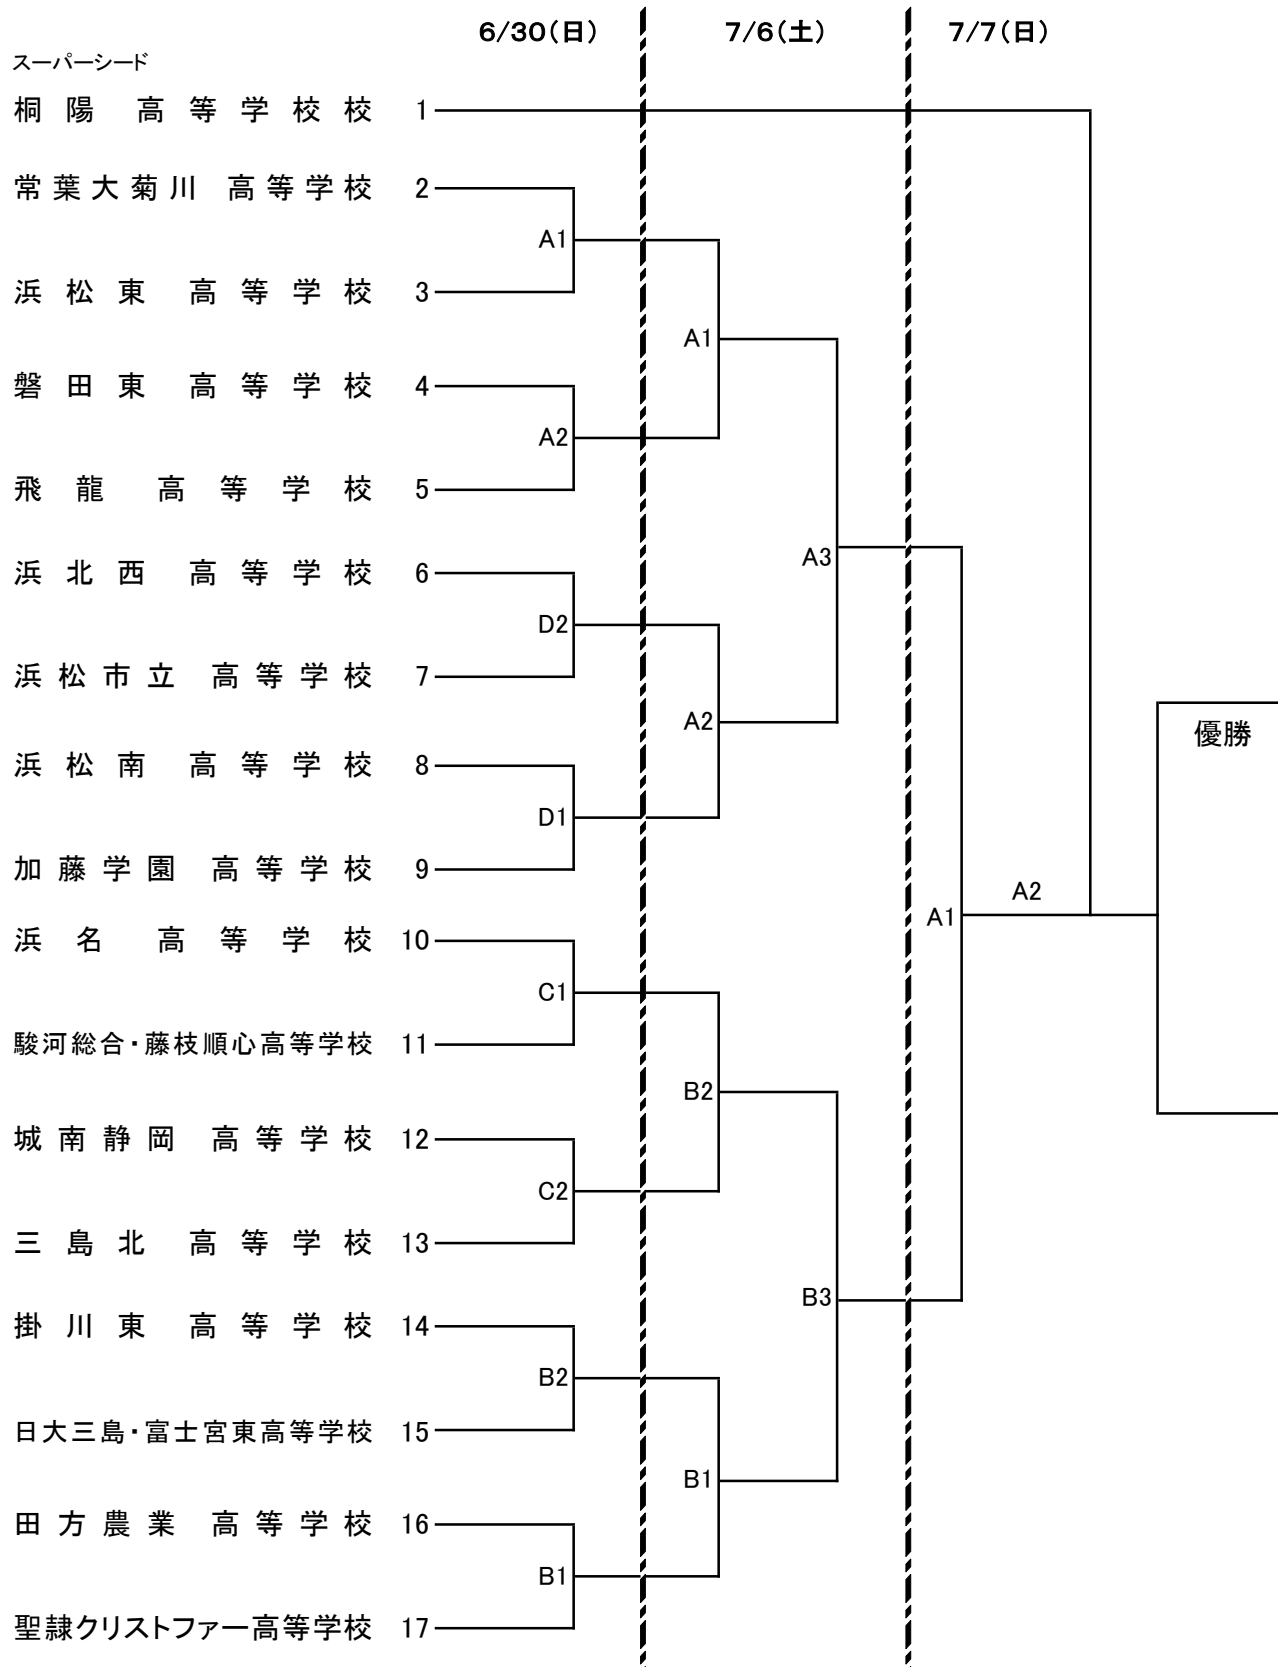 6/30(日) 7/6(土) 7/7(日)
スーパーシード
桐陽 高等学校校 1
常葉大菊川 高等学校 2
A1
浜松東 高等学校 3
A1
磐田東 高等学校 4
A2
飛龍 高等学校 5
A3
浜北西 高等学校 6
D2
浜松市立 高等学校 7
A2
優勝
浜松南 高等学校 8
D1
加藤学園 高等学校 9
A2
A1
浜名 高等学校 10
C1
駿河総合・藤枝順心高等学校 11
B2
城南静岡 高等学校 12
C2
三島北 高等学校 13
B3
掛川東 高等学校 14
B2
日大三島・富士宮東高等学校 15
B1
田方農業 高等学校 16
B1
聖隷クリストファー高等学校 17